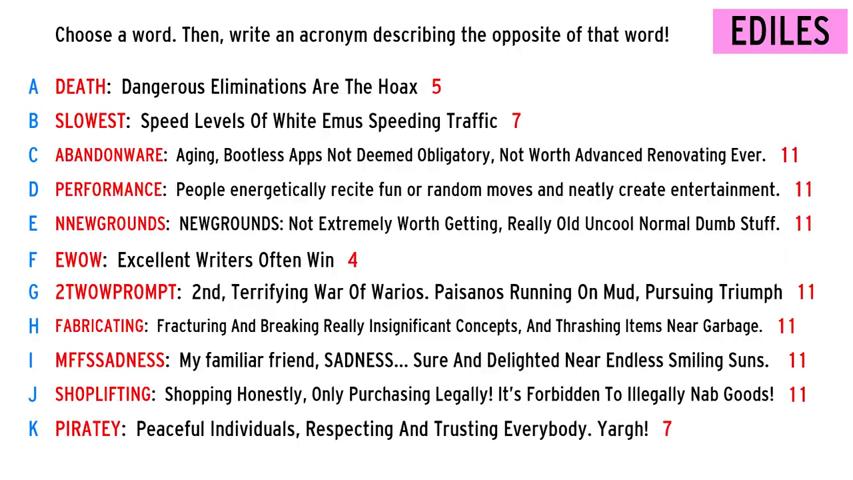 Choose a word. Then, write an acronym describing the opposite of that word!
EDILES
A DEATH: Dangerous Eliminations Are The Hoax 5
B SLOWEST: Speed Levels Of White Emus Speeding Traffic 7
C ABANDONWARE: Aging, Bootless Apps Not Deemed Obligatory, Not Worth Advanced Renovating Ever. 11
D PERFORMANCE: People energetically recite fun or random moves and neatly create entertainment. 11
E NNEWGROUNDS: NEWGROUNDS: Not Extremely Worth Getting, Really Old Uncool Normal Dumb Stuff. 11
F EWOW: Excellent Writers Often Win 4
G 2TWOWPROMPT: 2nd, Terrifying War Of Warios. Paisanos Running On Mud, Pursuing Triumph 11
H FABRICATING: Fracturing And Breaking Really Insignificant Concepts, And Thrashing Items Near Garbage. 11
I MFFSSADNESS: My familiar friend, SADNESS... Sure And Delighted Near Endless Smiling Suns. 11
J SHOPLIFTING: Shopping Honestly, Only Purchasing Legally! It's Forbidden To Illegally Nab Goods! 11
K PIRATEY: Peaceful Individuals, Respecting And Trusting Everybody. Yargh! 7